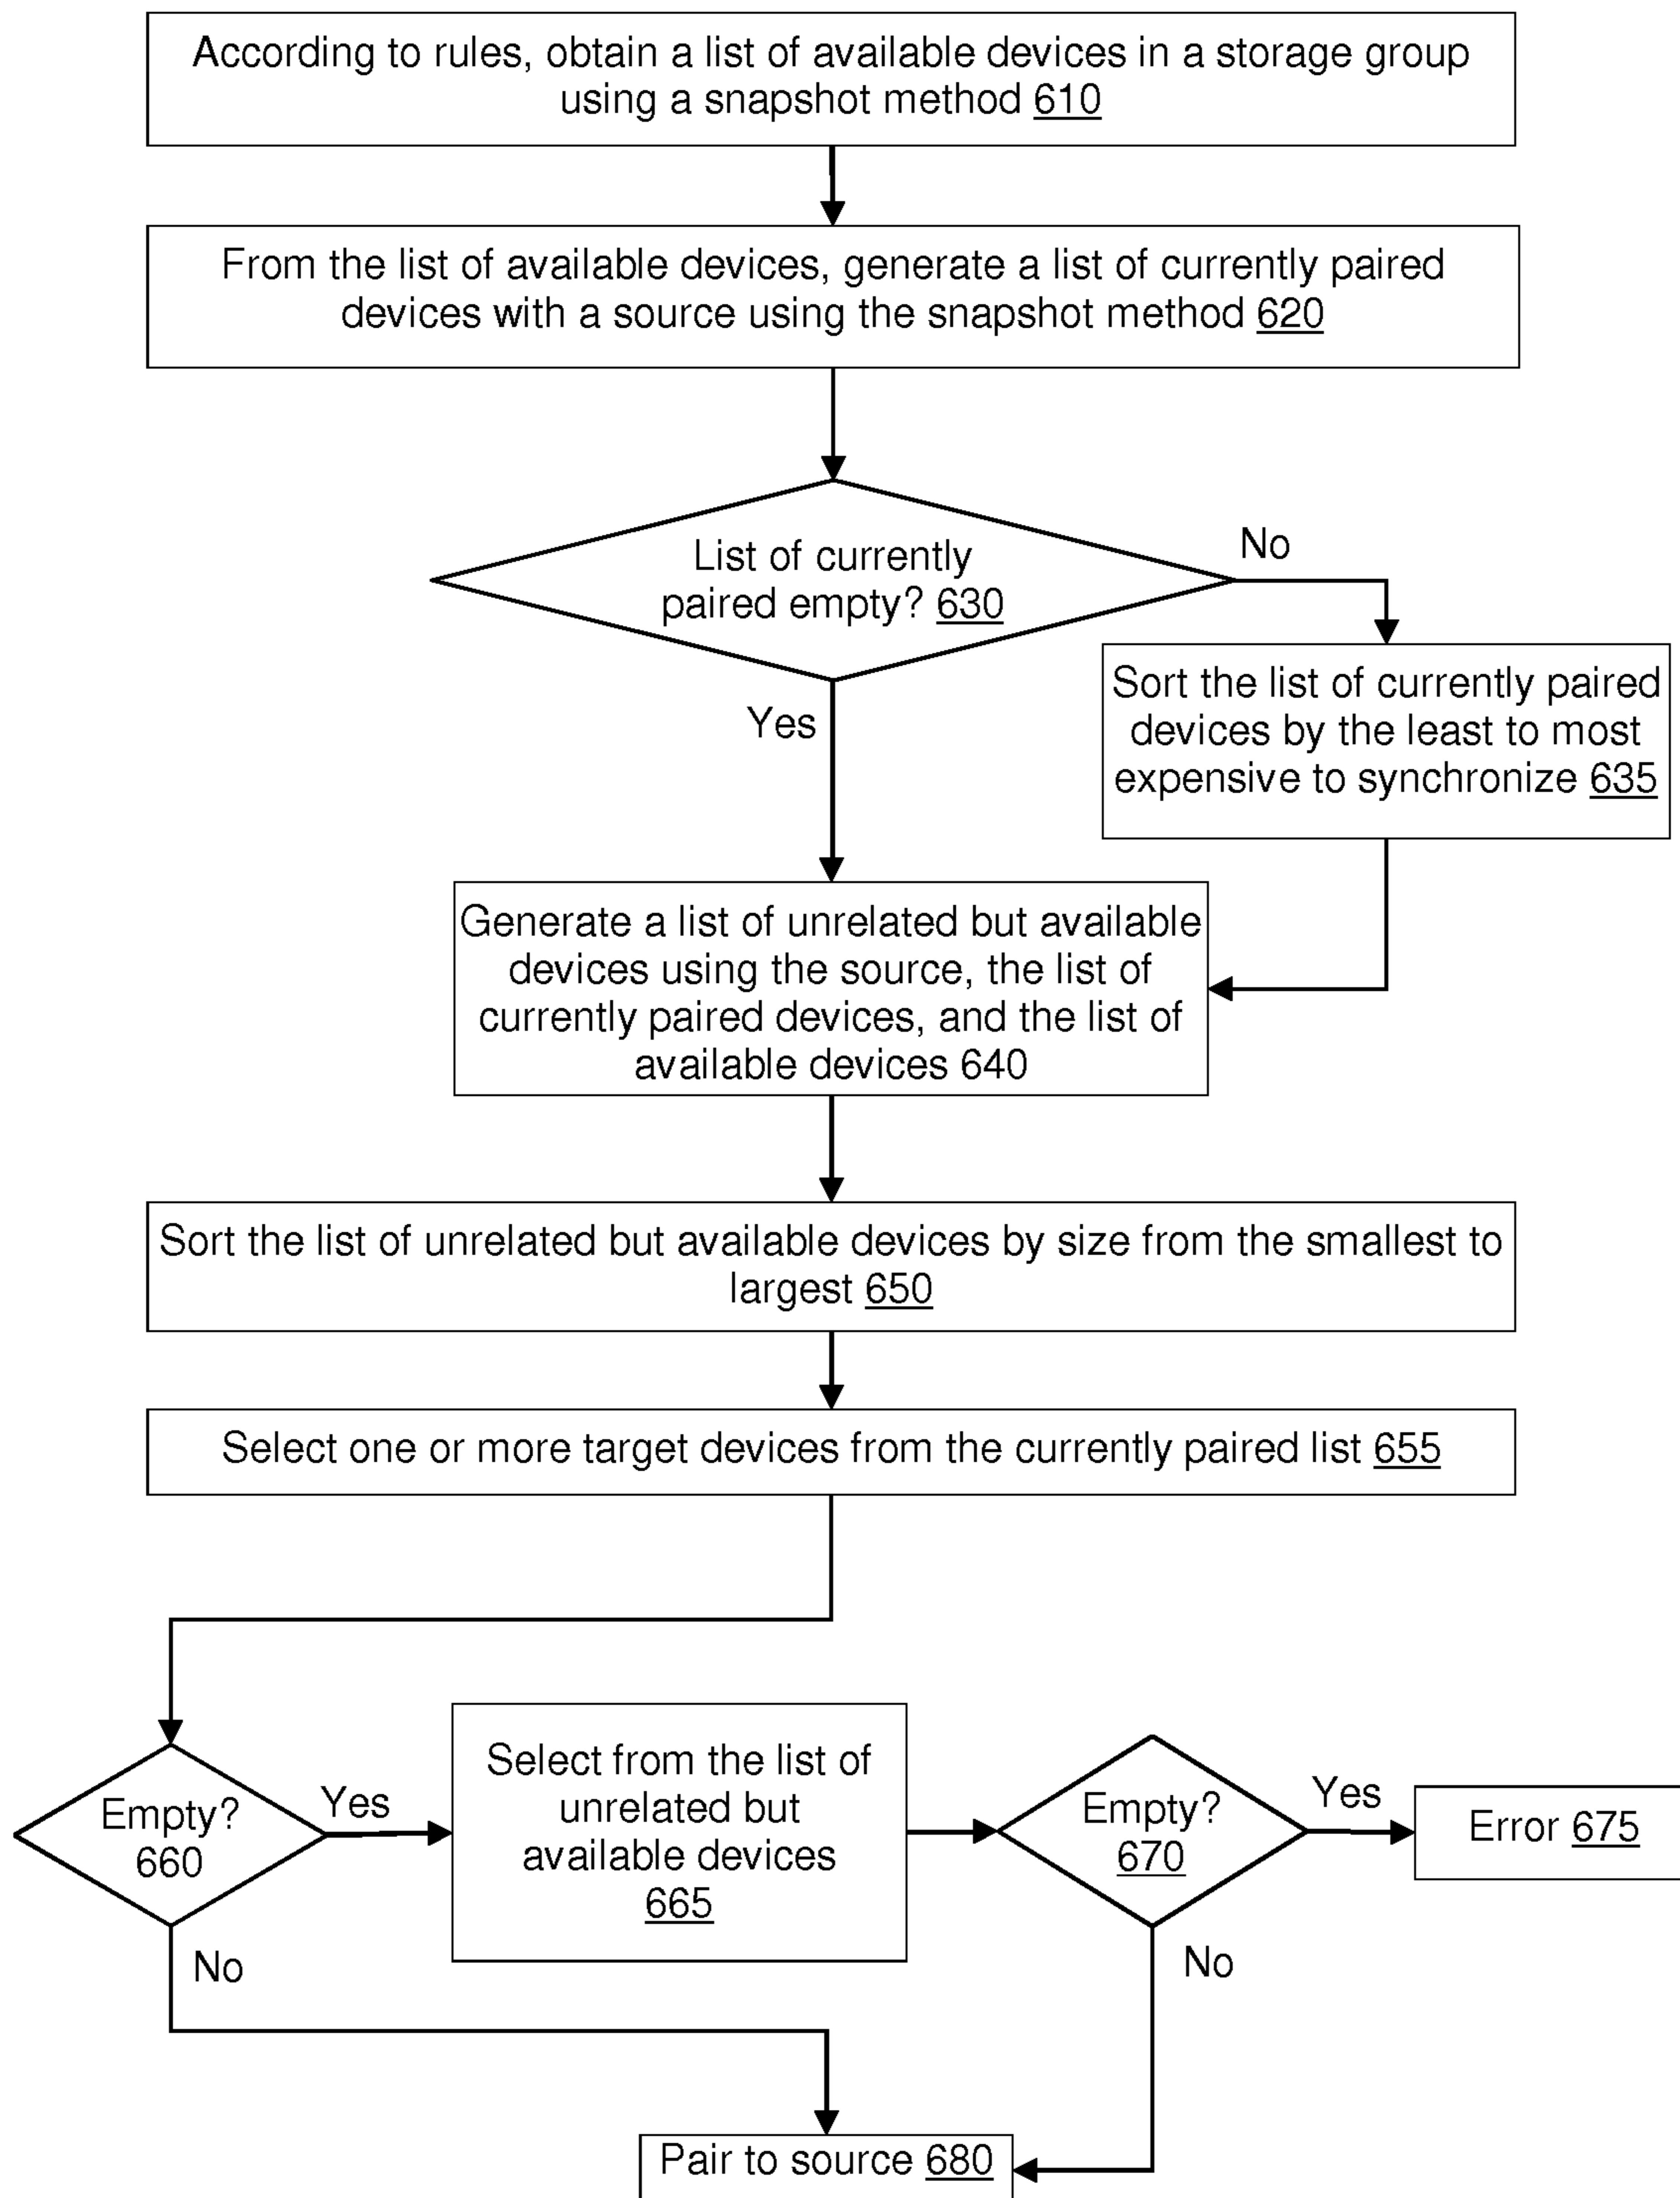 According to rules, obtain a list of available devices in a storage group
using a snapshot method 610
From the list of available devices, generate a list of currently paired
devices with a source using the snapshot method 620
List of currently
paired empty? 630
No
Sort the list of currently paired
devices by the least to most
expensive to synchronize 635
Yes
Generate a list of unrelated but available
devices using the source, the list of
currently paired devices, and the list of
available devices 640
Sort the list of unrelated but available devices by size from the smallest to
largest 650
Select one or more target devices from the currently paired list 655
Empty?
660
Yes
Select from the list of
unrelated but
available devices
665
Empty?
670
Yes
Error 675
No
No
Pair to source 680